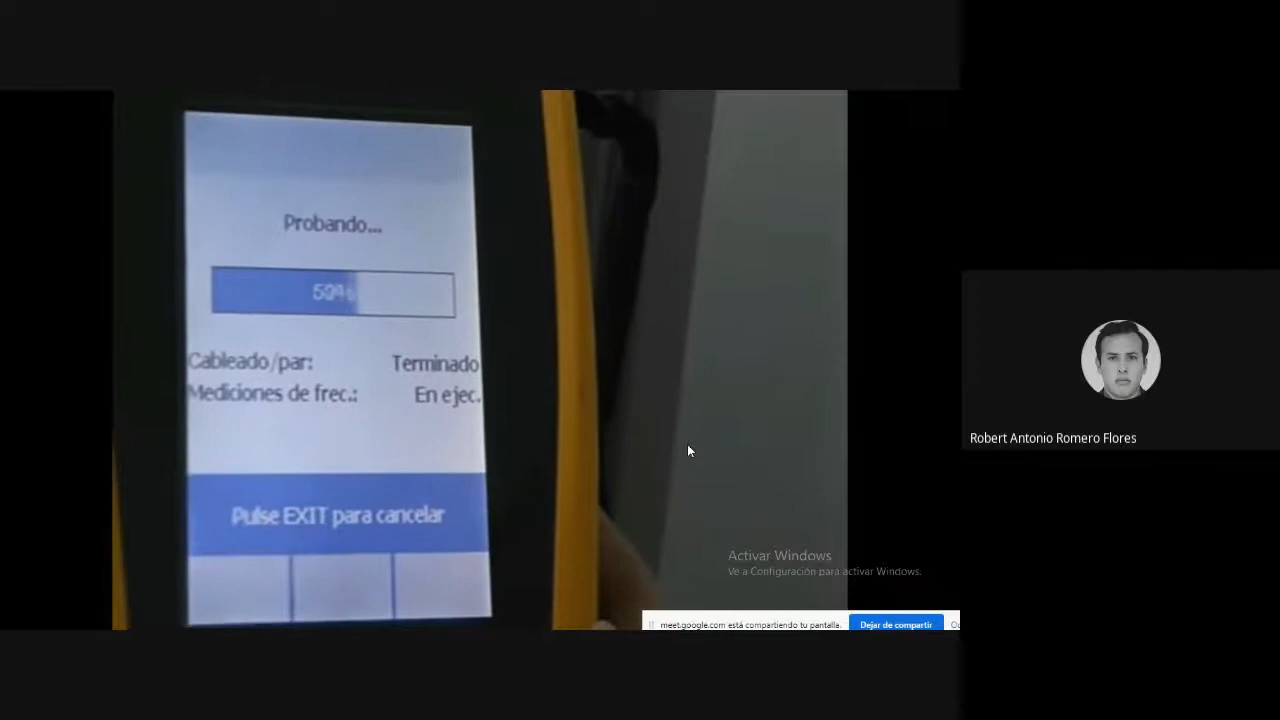 Probando...
59%
Cableado/par: Terminado
Mediciones de frec.: En ejec.
Pulse EXIT para cancelar
Activar Windows
Ve a Configuración para activar Windows.
meet.google.com está compartiendo tu pantalla.
Dejar de compartir
Robert Antonio Romero Flores